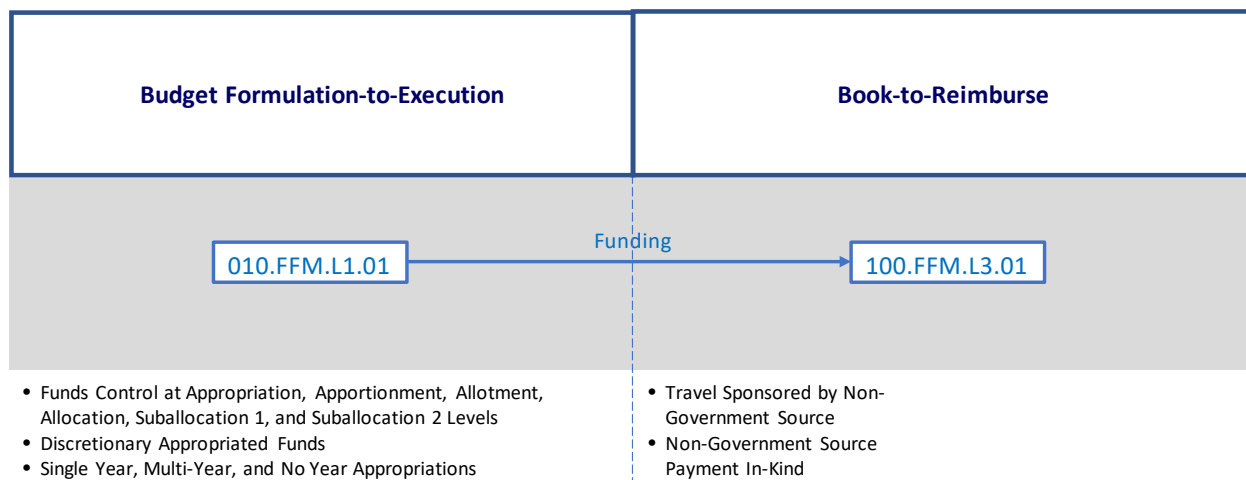 Budget Formulation-to-Execution
Book-to-Reimburse
Funding
010.FFM.L1.01
100.FFM.L3.01
• Funds Control at Appropriation, Apportionment, Allotment,
Allocation, Suballocation 1, and Suballocation 2 Levels
• Discretionary Appropriated Funds
• Single Year, Multi-Year, and No Year Appropriations
• Travel Sponsored by Non-
Government Source
• Non-Government Source
Payment In-Kind